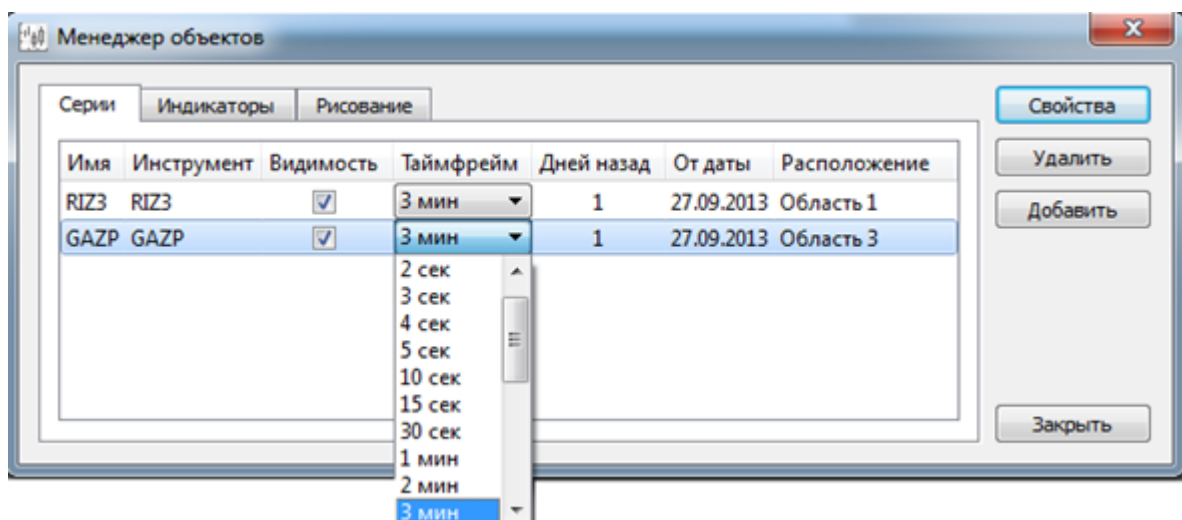 Менеджер объектов
Серии Индикаторы Рисование
Свойства
Удалить
Добавить
Закрыть
Имя Инструмент Видимость Таймфрейм Дней назад От даты Расположение
RIZ3 RIZ3 3 мин 1 27.09.2013 Область 1
GAZP GAZP 3 мин 1 27.09.2013 Область 3
2 сек
3 сек
4 сек
5 сек
10 сек
15 сек
30 сек
1 мин
2 мин
3 мин